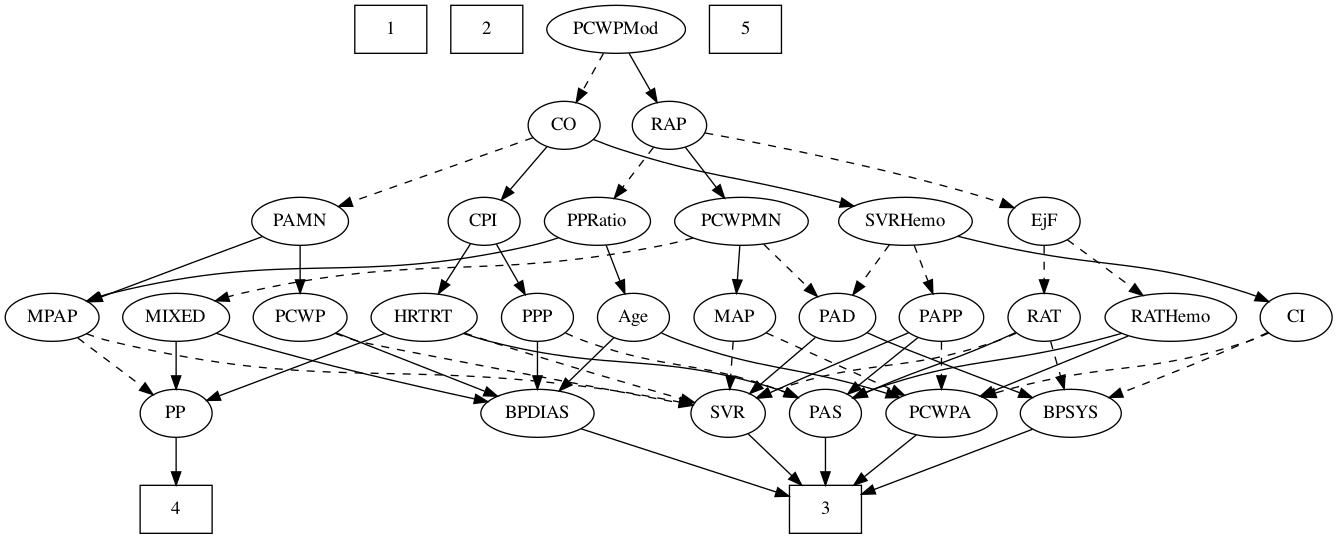 1
2
PCWPMod
5
CO
RAP
PAMN
CPI
PPRatio
PCWPMN
SVRHemo
EjF
MPAP
MIXED
PCWP
HRTRT
PPP
Age
MAP
PAD
PAPP
RAT
RATHemo
CI
PP
BPDIAS
SVR
PAS
PCWPA
BPSYS
4
3